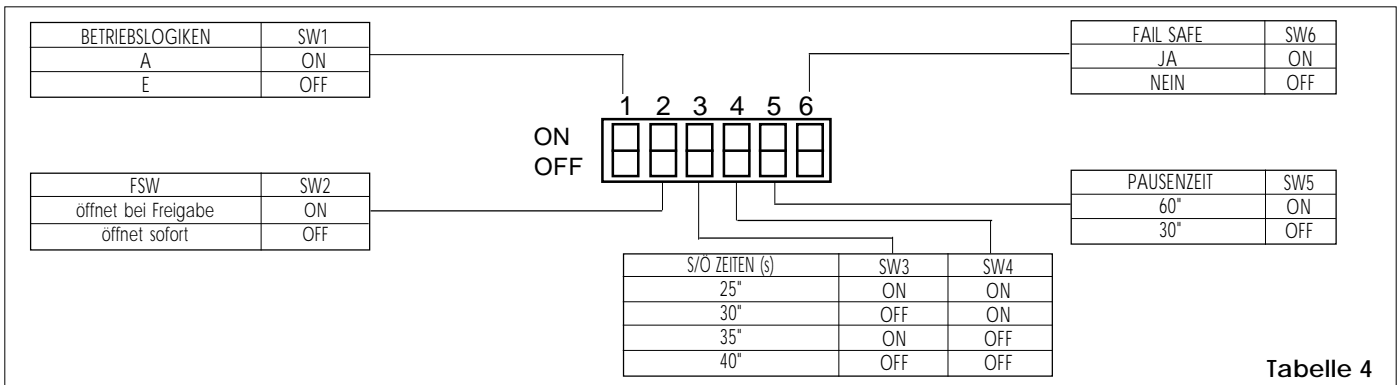 BETRIEBSLOGIKEN SW1
A ON
E OFF
FAIL SAFE SW6
JA ON
NEIN OFF
1 2 3 4 5 6
ON
OFF
FSW SW2
öffnet bei Freigabe ON
öffnet sofort OFF
PAUSENZEIT SW5
60" ON
30" OFF
S/Ö ZEITEN (s) SW3 SW4
25" ON ON
30" OFF ON
35" ON OFF
40" OFF OFF
Tabelle 4